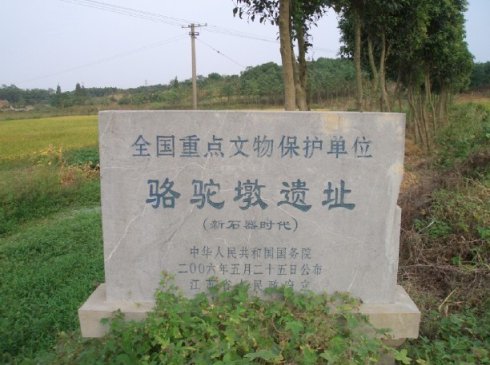 全国重点文物保护单位
骆驼墩遗址
(新石器时代)
中华人民共和国国务院
二〇〇六年五月二十五日公布
江苏省人民政府立